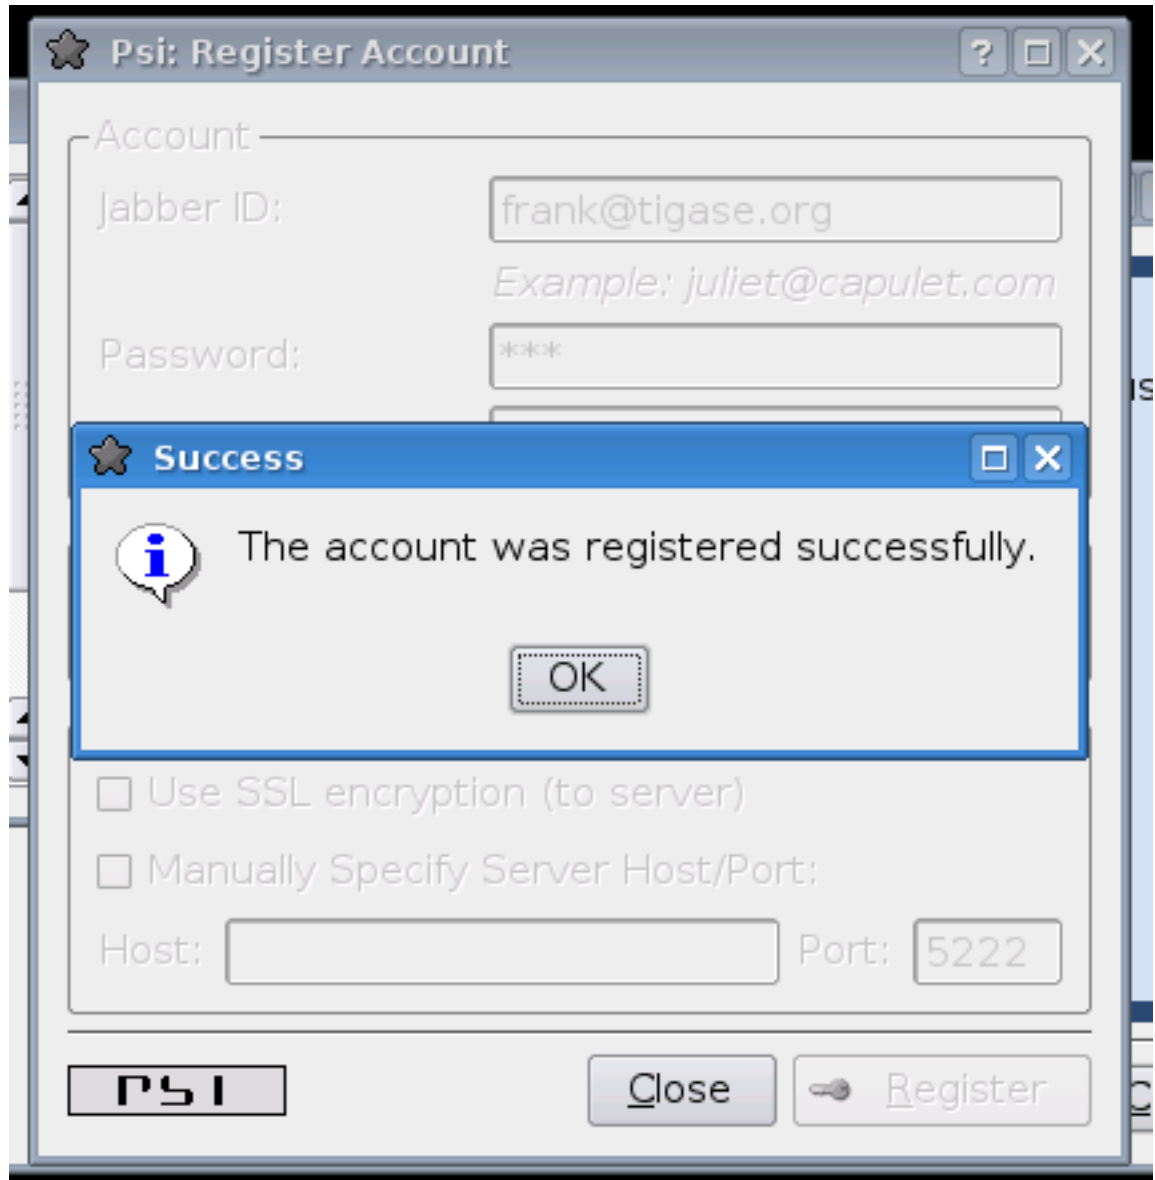 Psi: Register Account
Account
Jabber ID: frank@tigase.org
Example: juliet@capulet.com
Password: ***
Success
The account was registered successfully.
OK
Use SSL encryption (to server)
Manually Specify Server Host/Port:
Host: Port: 5222
PSI Close Register